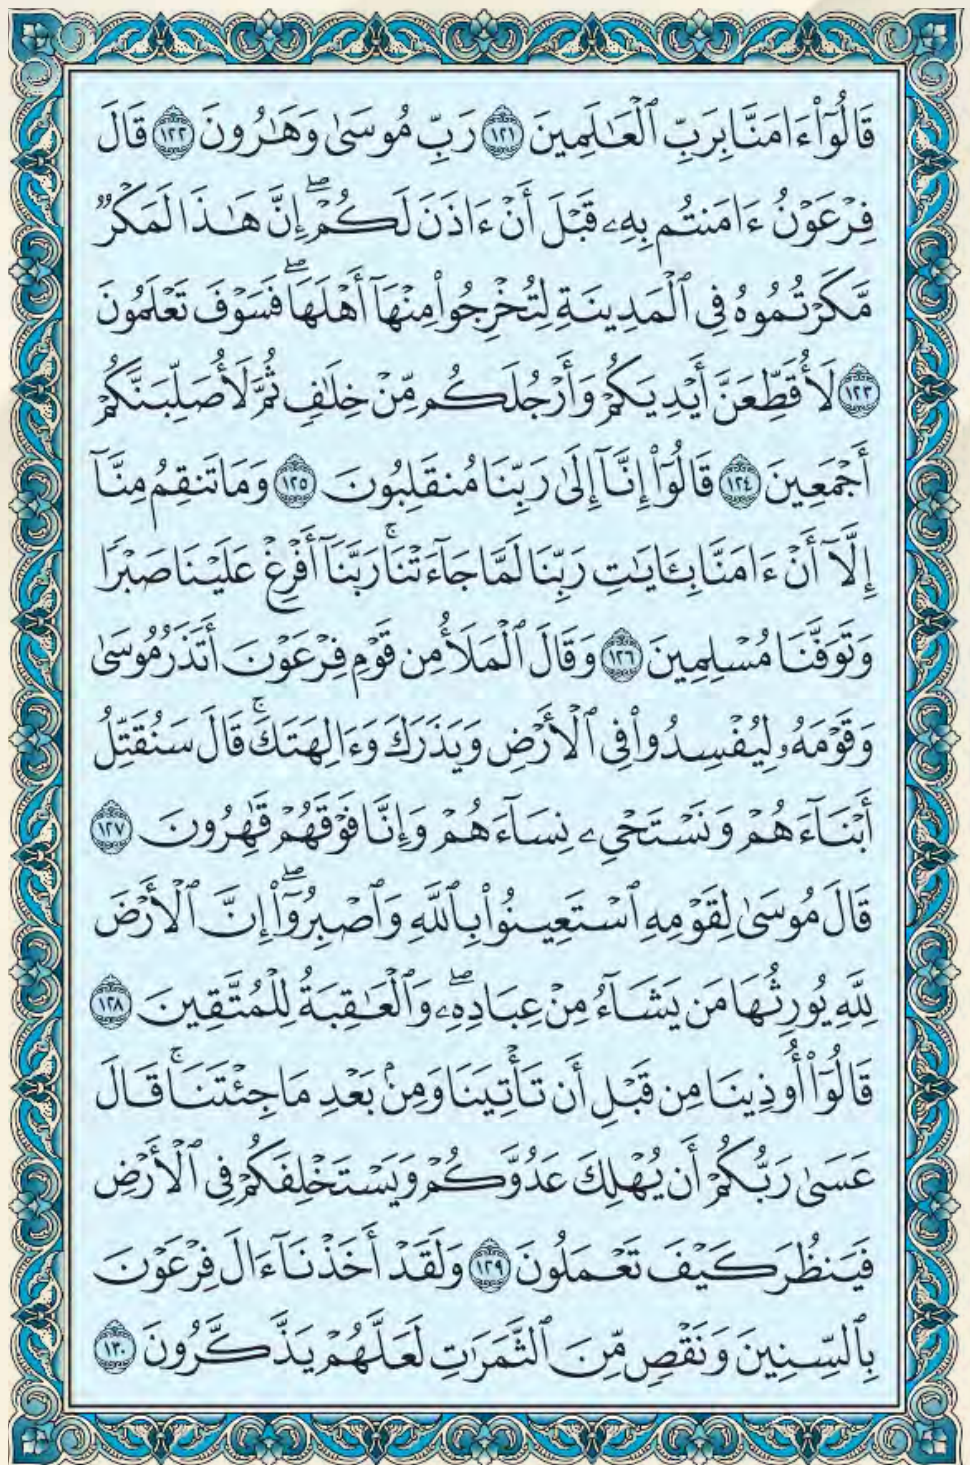 قَالُوٓاْ ءَامَنَّا بِرَبِّ ٱلْعَٰلَمِينَ ١٢١ رَبِّ مُوسَىٰ وَهَٰرُونَ ١٢٢ قَالَ
فِرْعَوْنُ ءَامَنتُم بِهِۦ قَبْلَ أَنْ ءَاذَنَ لَكُمْۖ إِنَّ هَٰذَا لَمَكْرٌ
مَّكَرْتُمُوهُ فِى ٱلْمَدِينَةِ لِتُخْرِجُواْ مِنْهَآ أَهْلَهَاۖ فَسَوْفَ تَعْلَمُونَ
١٢٣ لَأُقَطِّعَنَّ أَيْدِيَكُمْ وَأَرْجُلَكُم مِّنْ خِلَٰفٍ ثُمَّ لَأُصَلِّبَنَّكُمْ
أَجْمَعِينَ ١٢٤ قَالُوٓاْ إِنَّآ إِلَىٰ رَبِّنَا مُنقَلِبُونَ ١٢٥ وَمَا تَنقِمُ مِنَّآ
إِلَّآ أَنْ ءَامَنَّا بِـَٔايَٰتِ رَبِّنَا لَمَّا جَآءَتْنَاۚ رَبَّنَآ أَفْرِغْ عَلَيْنَا صَبْرًا
وَتَوَفَّنَا مُسْلِمِينَ ١٢٦ وَقَالَ ٱلْمَلَأُ مِن قَوْمِ فِرْعَوْنَ أَتَذَرُ مُوسَىٰ
وَقَوْمَهُۥ لِيُفْسِدُواْ فِى ٱلْأَرْضِ وَيَذَرَكَ وَءَالِهَتَكَۚ قَالَ سَنُقَتِّلُ
أَبْنَآءَهُمْ وَنَسْتَحْىِۦ نِسَآءَهُمْ وَإِنَّا فَوْقَهُمْ قَٰهِرُونَ ١٢٧
قَالَ مُوسَىٰ لِقَوْمِهِ ٱسْتَعِينُواْ بِٱللَّهِ وَٱصْبِرُوٓاْۖ إِنَّ ٱلْأَرْضَ
لِلَّهِ يُورِثُهَا مَن يَشَآءُ مِنْ عِبَادِهِۦۖ وَٱلْعَٰقِبَةُ لِلْمُتَّقِينَ ١٢٨
قَالُوٓاْ أُوذِينَا مِن قَبْلِ أَن تَأْتِيَنَا وَمِنۢ بَعْدِ مَا جِئْتَنَاۚ قَالَ
عَسَىٰ رَبُّكُمْ أَن يُهْلِكَ عَدُوَّكُمْ وَيَسْتَخْلِفَكُمْ فِى ٱلْأَرْضِ
فَيَنظُرَ كَيْفَ تَعْمَلُونَ ١٢٩ وَلَقَدْ أَخَذْنَآ ءَالَ فِرْعَوْنَ
بِٱلسِّنِينَ وَنَقْصٍ مِّنَ ٱلثَّمَرَٰتِ لَعَلَّهُمْ يَذَّكَّرُونَ ١٣٠